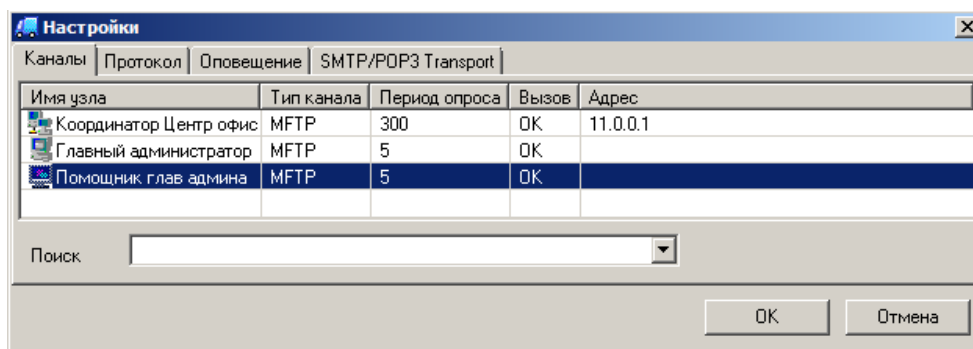 Настройки
Каналы Протокол Оповещение SMTP/POP3 Transport
Имя узла Тип канала Период опроса Вызов Адрес
Координатор Центр офис MFTP 300 OK 11.0.0.1
Главный администратор MFTP 5 OK
Помощник глав админа MFTP 5 OK
Поиск
OK Отмена